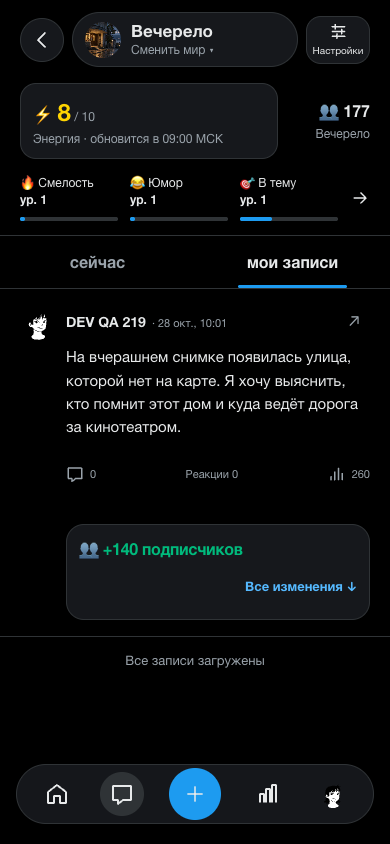 Вечерело
Сменить мир ▾
Настройки
⚡ 8 / 10
Энергия · обновится в 09:00 МСК
👥 177
Вечерело
🔥 Смелость
ур. 1
😂 Юмор
ур. 1
🎯 В тему
ур. 1
→
сейчас
мои записи
DEV QA 219 · 28 окт., 10:01
На вчерашнем снимке появилась улица,
которой нет на карте. Я хочу выяснить,
кто помнит этот дом и куда ведёт дорога
за кинотеатром.
0
Реакции 0
260
👥 +140 подписчиков
Все изменения ↓
Все записи загружены